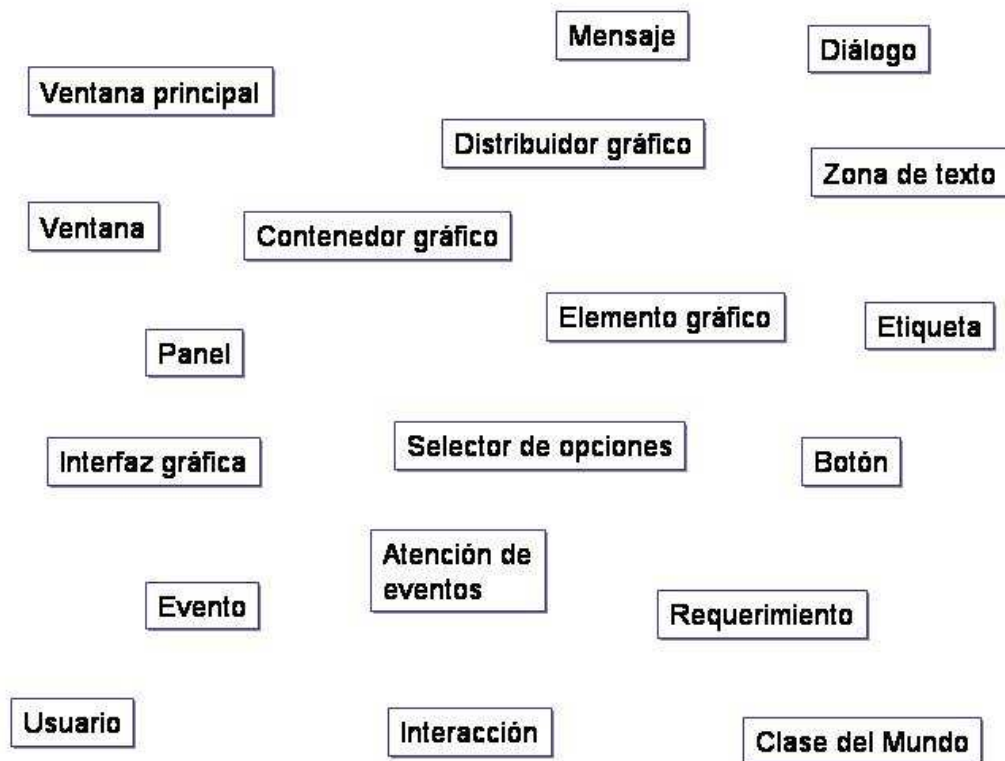 Mensaje
Diálogo
Ventana principal
Distribuidor gráfico
Zona de texto
Ventana
Contenedor gráfico
Elemento gráfico
Etiqueta
Panel
Selector de opciones
Interfaz gráfica
Botón
Atención de
eventos
Evento
Requerimiento
Usuario
Interacción
Clase del Mundo